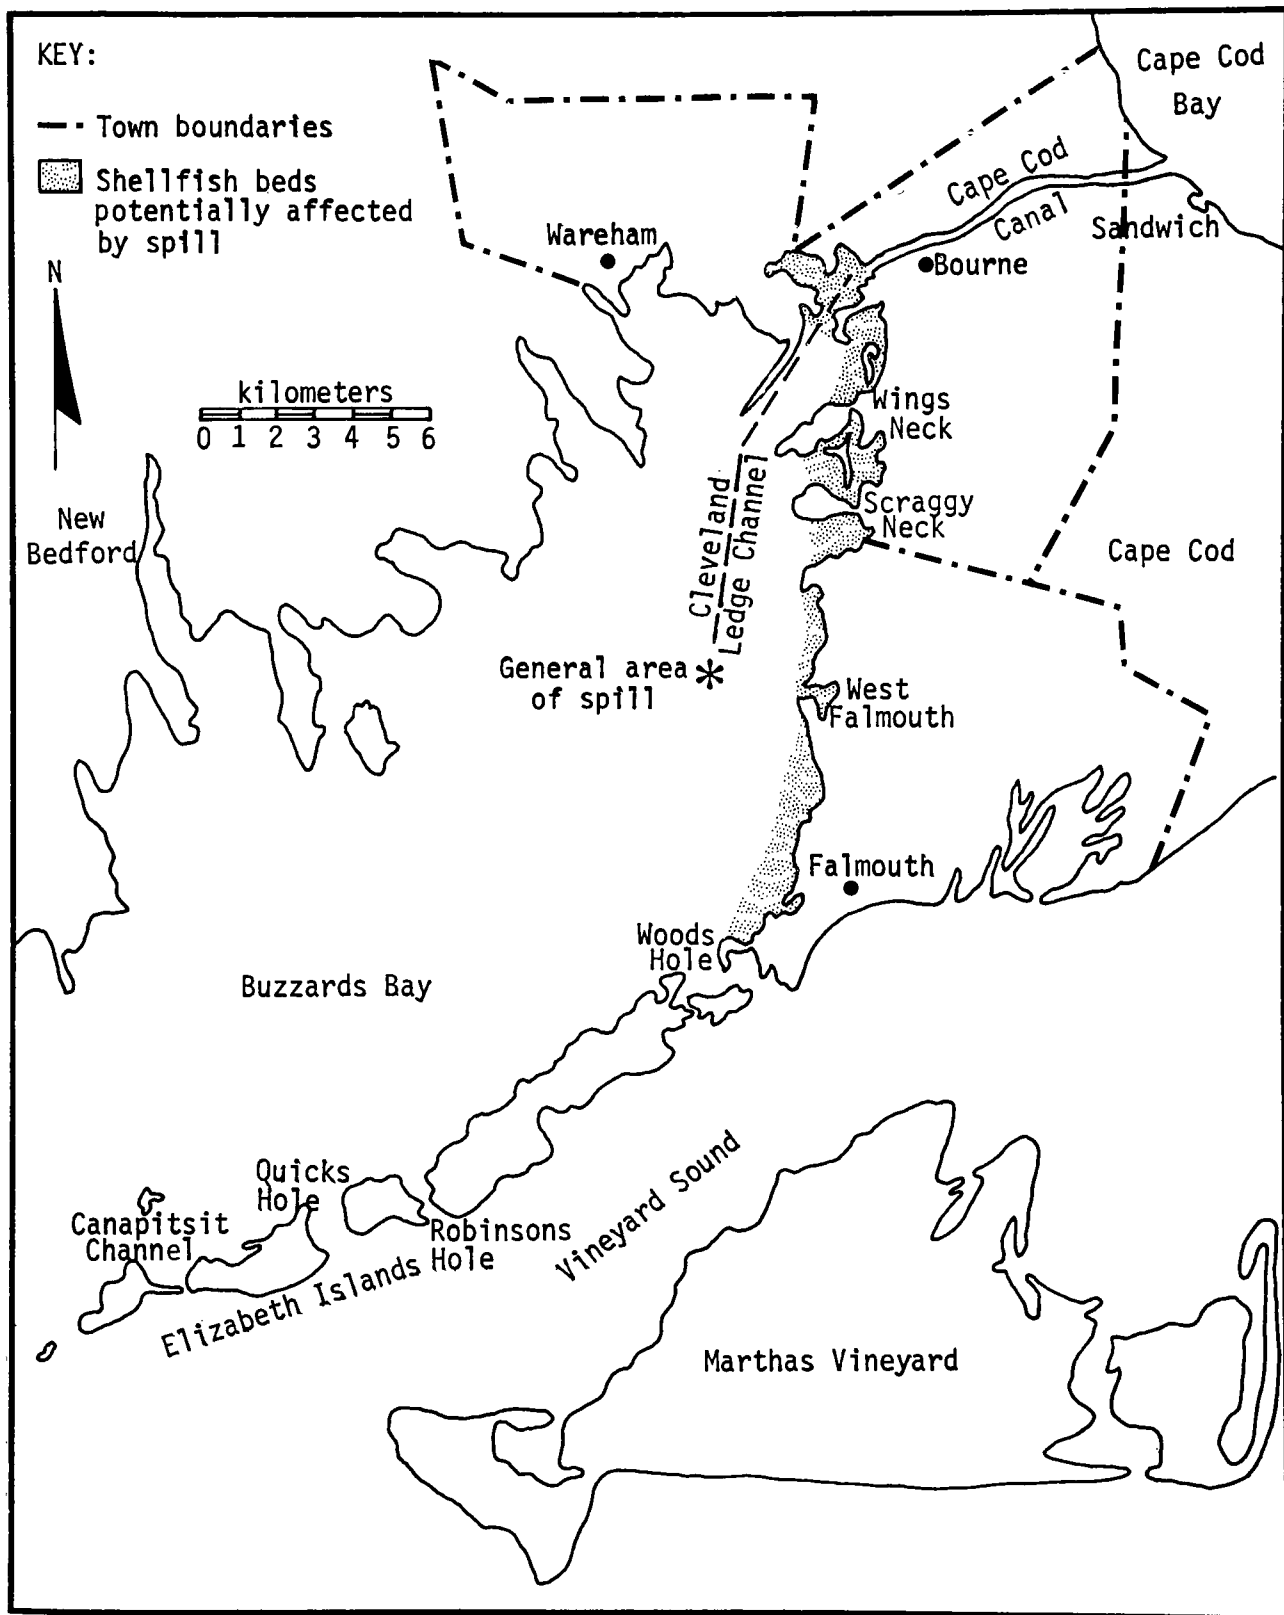 KEY:
Town boundaries
Shellfish beds
potentially affected
by spill
N
kilometers
0 1 2 3 4 5 6
Cape Cod
Bay
Cape Cod
Canal
Sandwich
Wareham
Bourne
Wings
Neck
Scraggy
Neck
Cape Cod
New
Bedford
Cleveland
Ledge Channel
General area
of spill
West
Falmouth
Falmouth
Woods
Hole
Buzzards Bay
Quicks
Hole
Canapitsit
Channel
Robinsons
Hole
Elizabeth Islands
Vineyard Sound
Marthas Vineyard